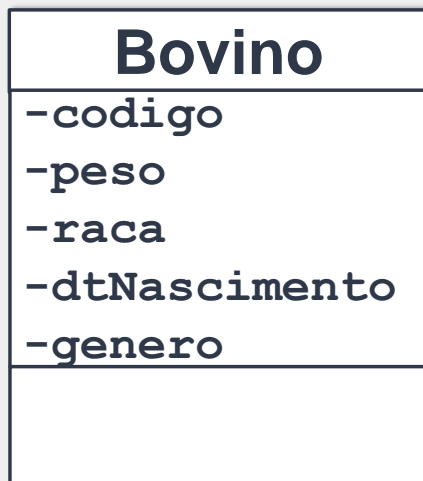 Bovino
-codigo
-peso
-raca
-dtNascimento
-genero